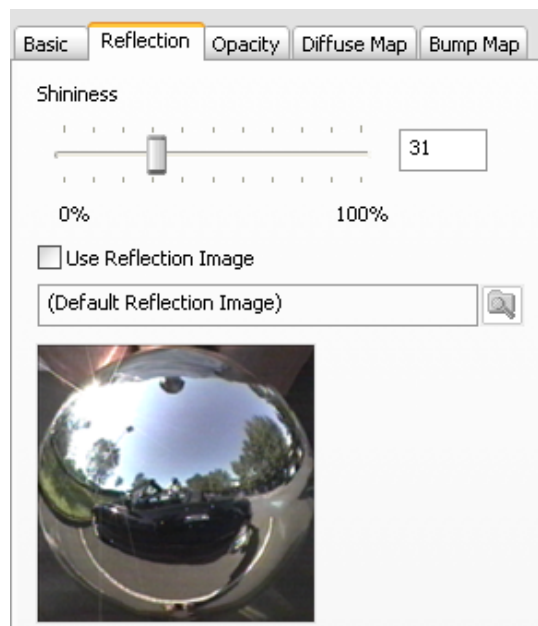 Basic Reflection Opacity Diffuse Map Bump Map
Shininess
31
0% 100%
Use Reflection Image
(Default Reflection Image)